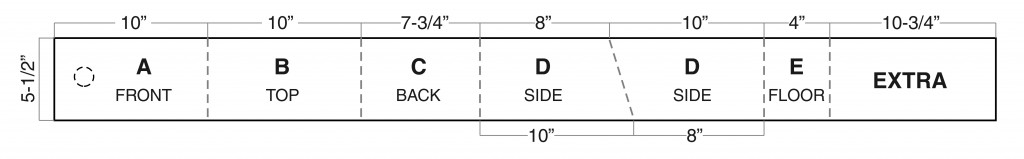 10” 10” 7-3/4” 8” 10” 4” 10-3/4”
5-1/2”
A B C D D E EXTRA
FRONT TOP BACK SIDE SIDE FLOOR
10” 8”